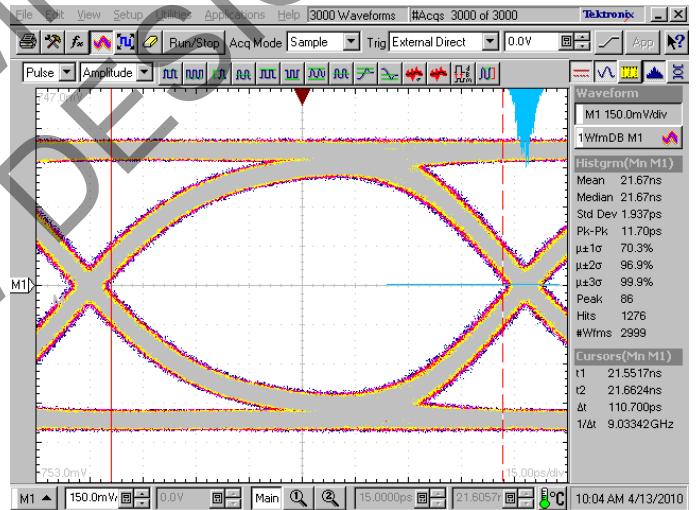 File Edit View Setup Utilities Applications Help 3000 Waveforms #Acqs 3000 of 3000 Tektronix
Run/Stop Acq Mode Sample Trig External Direct 0.0V App
Pulse Amplitude
747.0mV
Waveform
M1 150.0mV/div
1WfmDB M1
Histgrm(Mn M1)
Mean 21.67ns
Median 21.67ns
Std Dev 1.937ps
Pk-Pk 11.70ps
µ±1σ 70.3%
µ±2σ 96.9%
µ±3σ 99.9%
Peak 86
Hits 1276
#Wfms 2999
M1
Cursors(Mn M1)
t1 21.5517ns
t2 21.6624ns
Δt 110.700ps
1/Δt 9.03342GHz
753.0mV 15.00ps/div
M1 150.0mV/ 0.0V Main 15.0000ps 21.6057r °C 10:04 AM 4/13/2010
DESIG